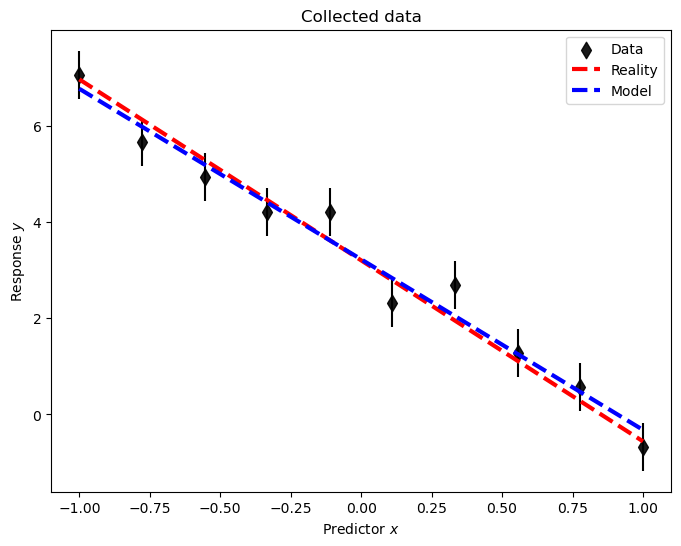 Collected data
Data
Reality
Model
Response y
6
4
2
0
−1.00 −0.75 −0.50 −0.25 0.00 0.25 0.50 0.75 1.00
Predictor x